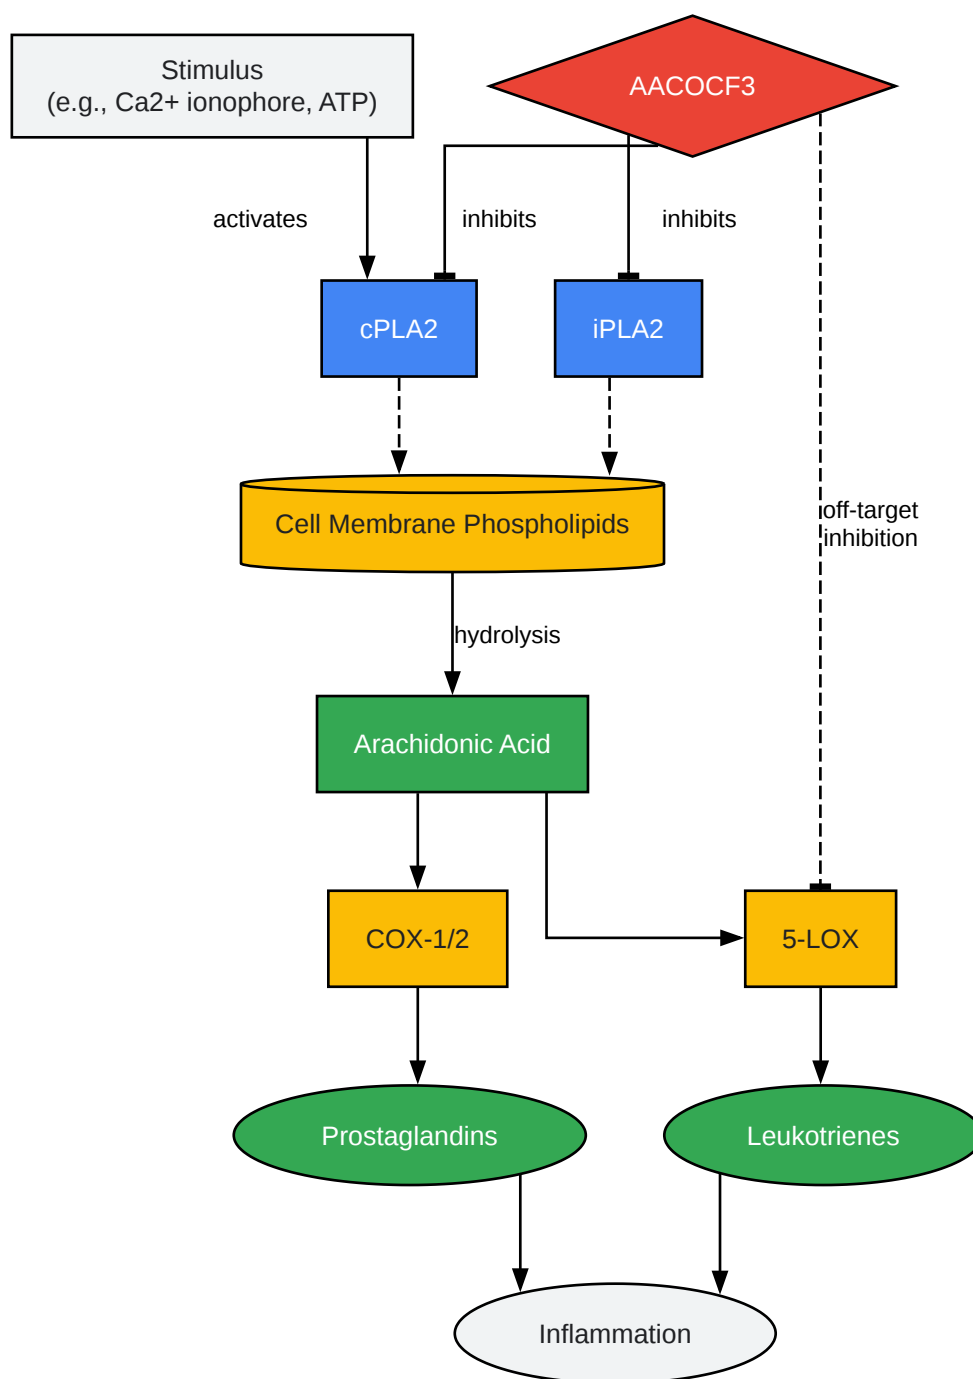 Stimulus
(e.g., Ca2+ ionophore, ATP)
AACOCF3
activates
inhibits
inhibits
cPLA2
iPLA2
Cell Membrane Phospholipids
off-target
inhibition
hydrolysis
Arachidonic Acid
COX-1/2
5-LOX
Prostaglandins
Leukotrienes
Inflammation